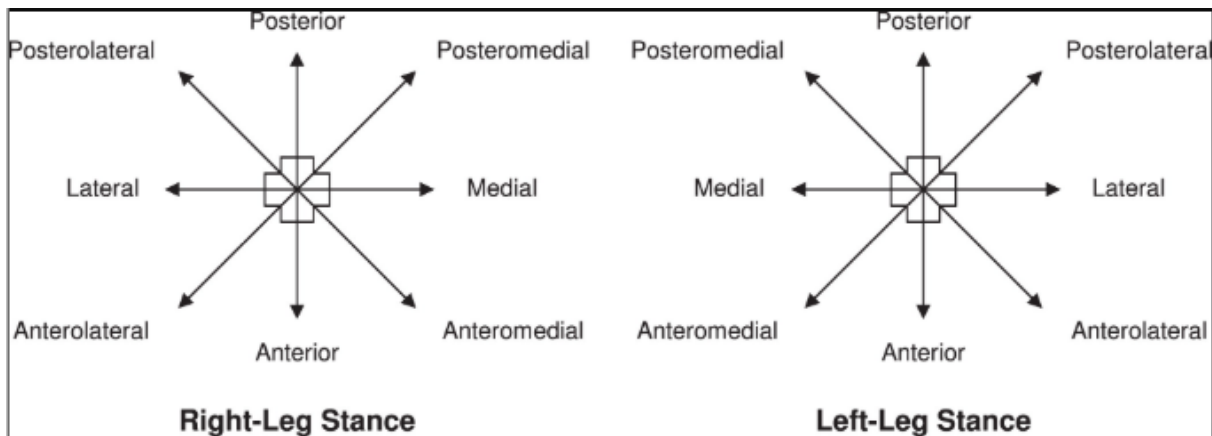 Posterior
Posterolateral
Posteromedial
Lateral
Medial
Anterolateral
Anteromedial
Anterior
Right-Leg Stance
Posterior
Posteromedial
Posterolateral
Medial
Lateral
Anteromedial
Anterolateral
Anterior
Left-Leg Stance